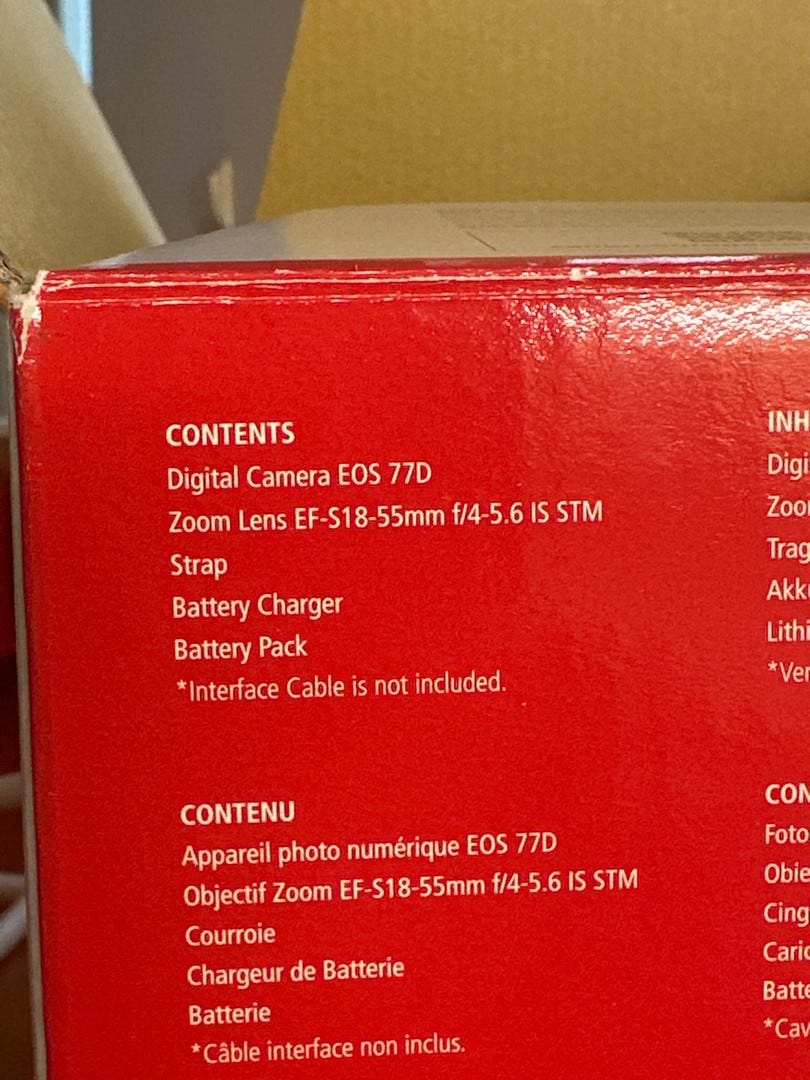 CONTENTS
Digital Camera EOS 77D
Zoom Lens EF-S18-55mm f/4-5.6 IS STM
Strap
Battery Charger
Battery Pack
*Interface Cable is not included.
CONTENU
Appareil photo numérique EOS 77D
Objectif Zoom EF-S18-55mm f/4-5.6 IS STM
Courroie
Chargeur de Batterie
Batterie
*Câble interface non inclus.